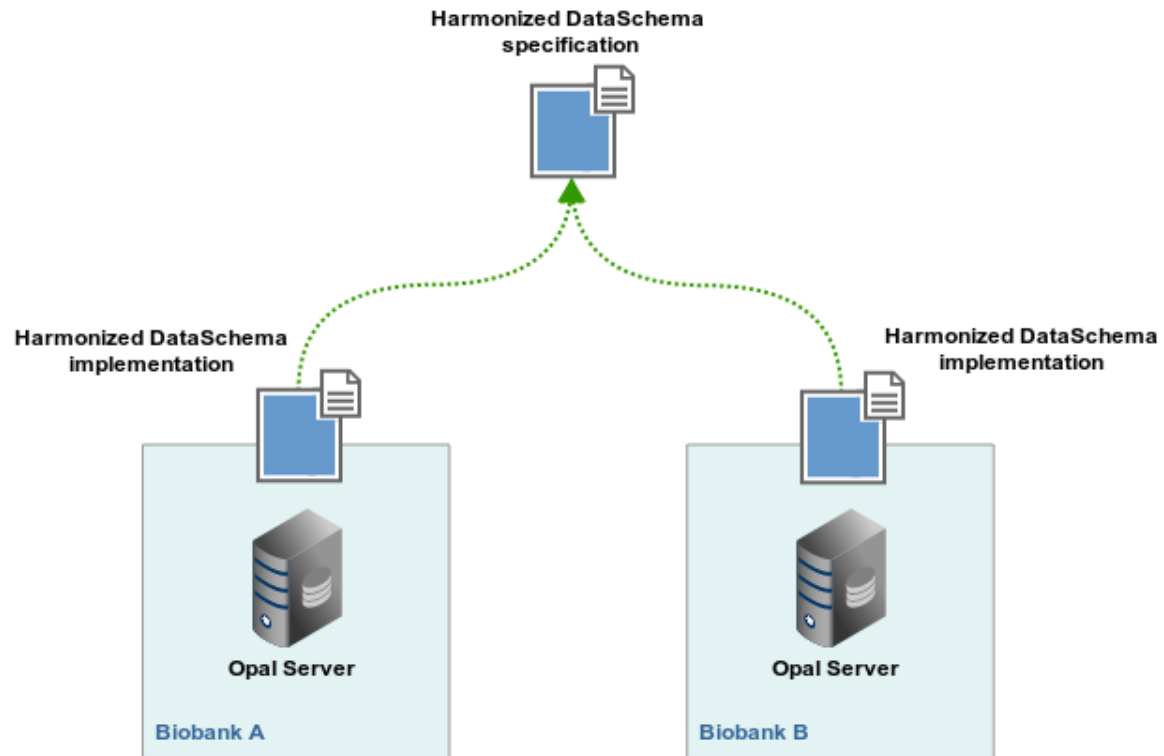 Harmonized DataSchema
specification
Harmonized DataSchema
implementation
Harmonized DataSchema
implementation
Opal Server
Opal Server
Biobank A
Biobank B